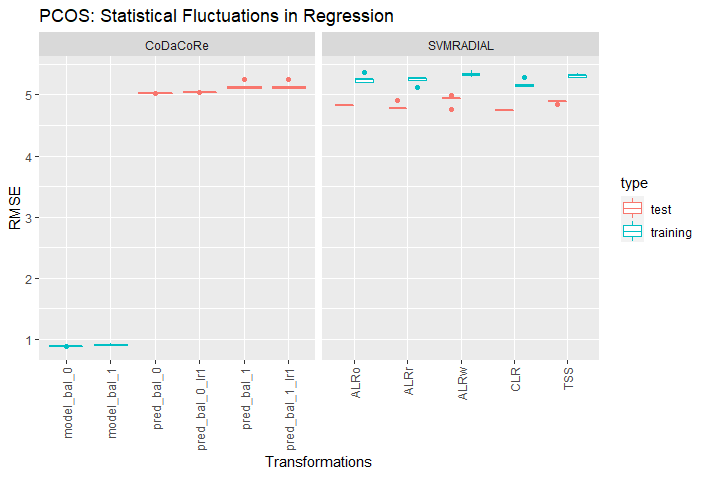 PCOS: Statistical Fluctuations in Regression
CoDaCoRe
SVMRADIAL
RMSE
5
4
3
2
1
model_bal_0
model_bal_1
pred_bal_0
pred_bal_0_lr1
pred_bal_1
pred_bal_1_lr1
ALRo
ALRr
ALRw
CLR
TSS
Transformations
type
test
training